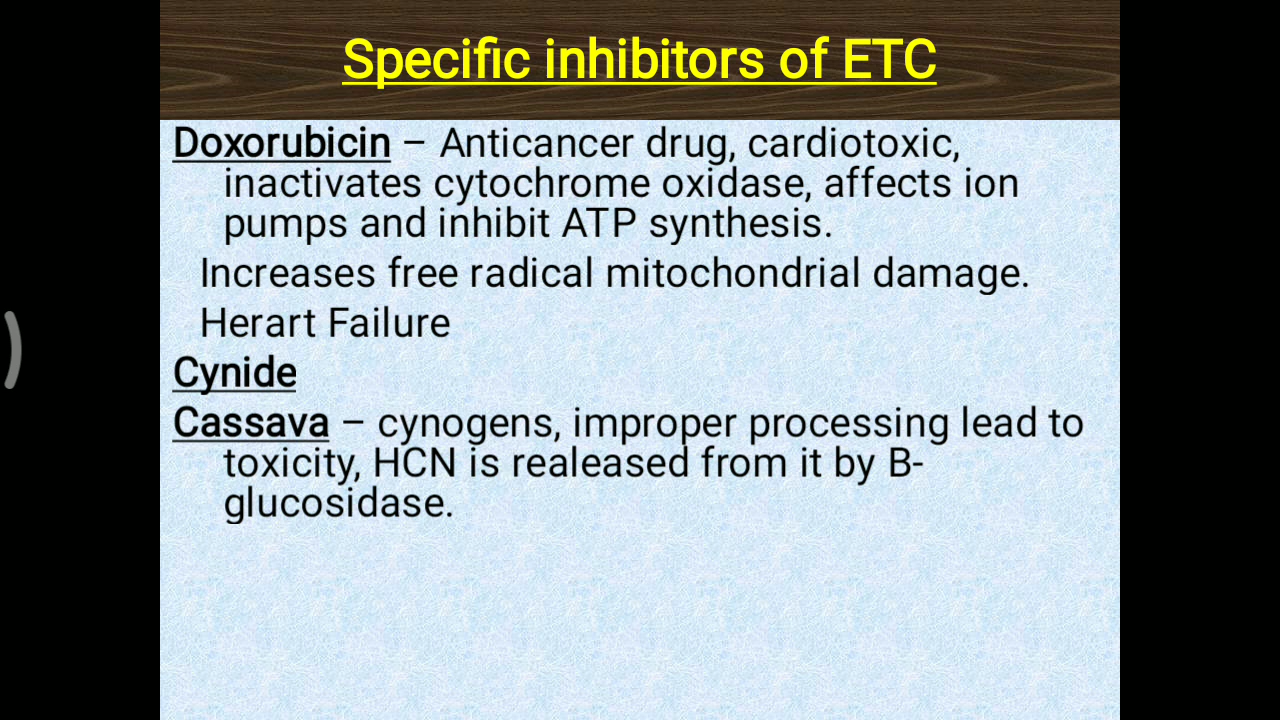 Specific inhibitors of ETC
Doxorubicin – Anticancer drug, cardiotoxic,
inactivates cytochrome oxidase, affects ion
pumps and inhibit ATP synthesis.
Increases free radical mitochondrial damage.
Herart Failure
Cynide
Cassava – cynogens, improper processing lead to
toxicity, HCN is realeased from it by B-
glucosidase.